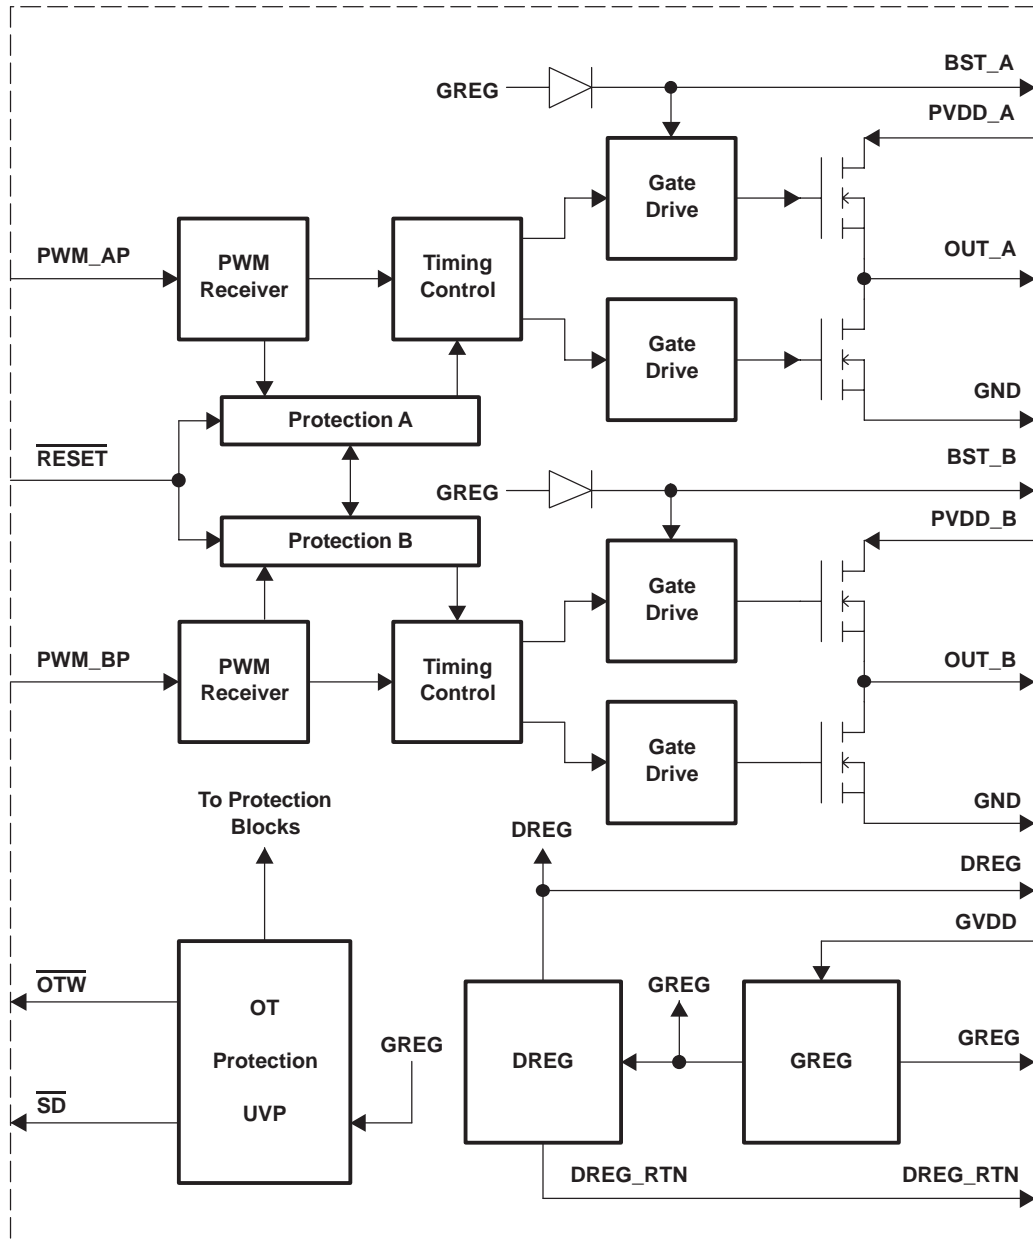 BST_A
GREG
PVDD_A
Gate
Drive
PWM_AP
PWM
Receiver
Timing
Control
OUT_A
Gate
Drive
GND
Protection A
RESET
BST_B
GREG
Protection B
PVDD_B
Gate
Drive
PWM_BP
PWM
Receiver
Timing
Control
OUT_B
Gate
Drive
GND
To Protection
Blocks
DREG
DREG
GVDD
OTW
OT
Protection
UVP
GREG
GREG
DREG
GREG
GREG
SD
DREG_RTN
DREG_RTN